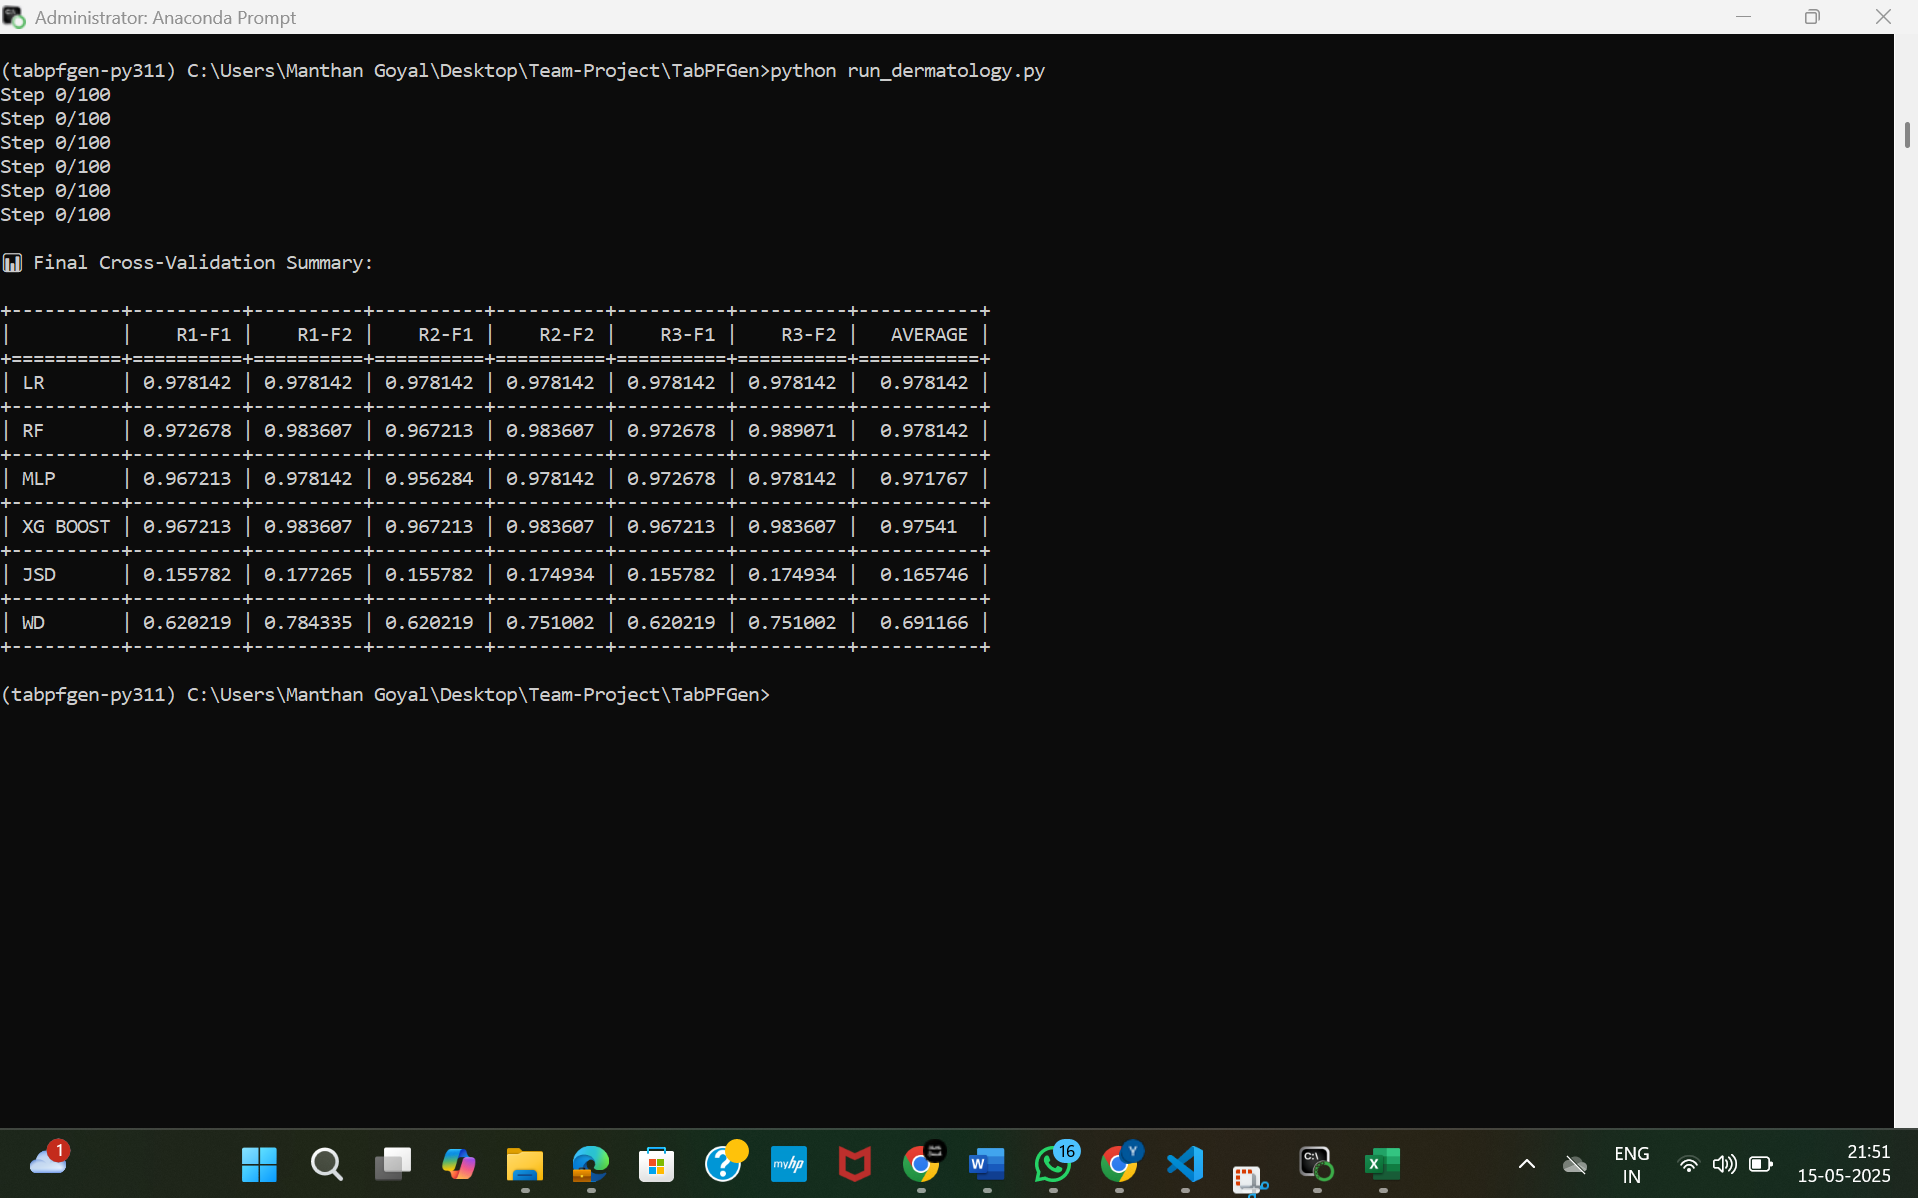 Administrator: Anaconda Prompt
(tabpfgen-py311) C:\Users\Manthan Goyal\Desktop\Team-Project\TabPFGen>python run_dermatology.py
Step 0/100
Step 0/100
Step 0/100
Step 0/100
Step 0/100
Step 0/100
📊 Final Cross-Validation Summary:
+----------+----------+----------+----------+----------+----------+----------+-----------+
|          |    R1-F1 |    R1-F2 |    R2-F1 |    R2-F2 |    R3-F1 |    R3-F2 |   AVERAGE |
+==========+==========+==========+==========+==========+==========+==========+===========+
| LR       | 0.978142 | 0.978142 | 0.978142 | 0.978142 | 0.978142 | 0.978142 |  0.978142 |
+----------+----------+----------+----------+----------+----------+----------+-----------+
| RF       | 0.972678 | 0.983607 | 0.967213 | 0.983607 | 0.972678 | 0.989071 |  0.978142 |
+----------+----------+----------+----------+----------+----------+----------+-----------+
| MLP      | 0.967213 | 0.978142 | 0.956284 | 0.978142 | 0.972678 | 0.978142 |  0.971767 |
+----------+----------+----------+----------+----------+----------+----------+-----------+
| XG BOOST | 0.967213 | 0.983607 | 0.967213 | 0.983607 | 0.967213 | 0.983607 |  0.97541  |
+----------+----------+----------+----------+----------+----------+----------+-----------+
| JSD      | 0.155782 | 0.177265 | 0.155782 | 0.174934 | 0.155782 | 0.174934 |  0.165746 |
+----------+----------+----------+----------+----------+----------+----------+-----------+
| WD       | 0.620219 | 0.784335 | 0.620219 | 0.751002 | 0.620219 | 0.751002 |  0.691166 |
+----------+----------+----------+----------+----------+----------+----------+-----------+
(tabpfgen-py311) C:\Users\Manthan Goyal\Desktop\Team-Project\TabPFGen>
1
myhp
W
16
Y
C:\
X
ENG
IN
21:51
15-05-2025